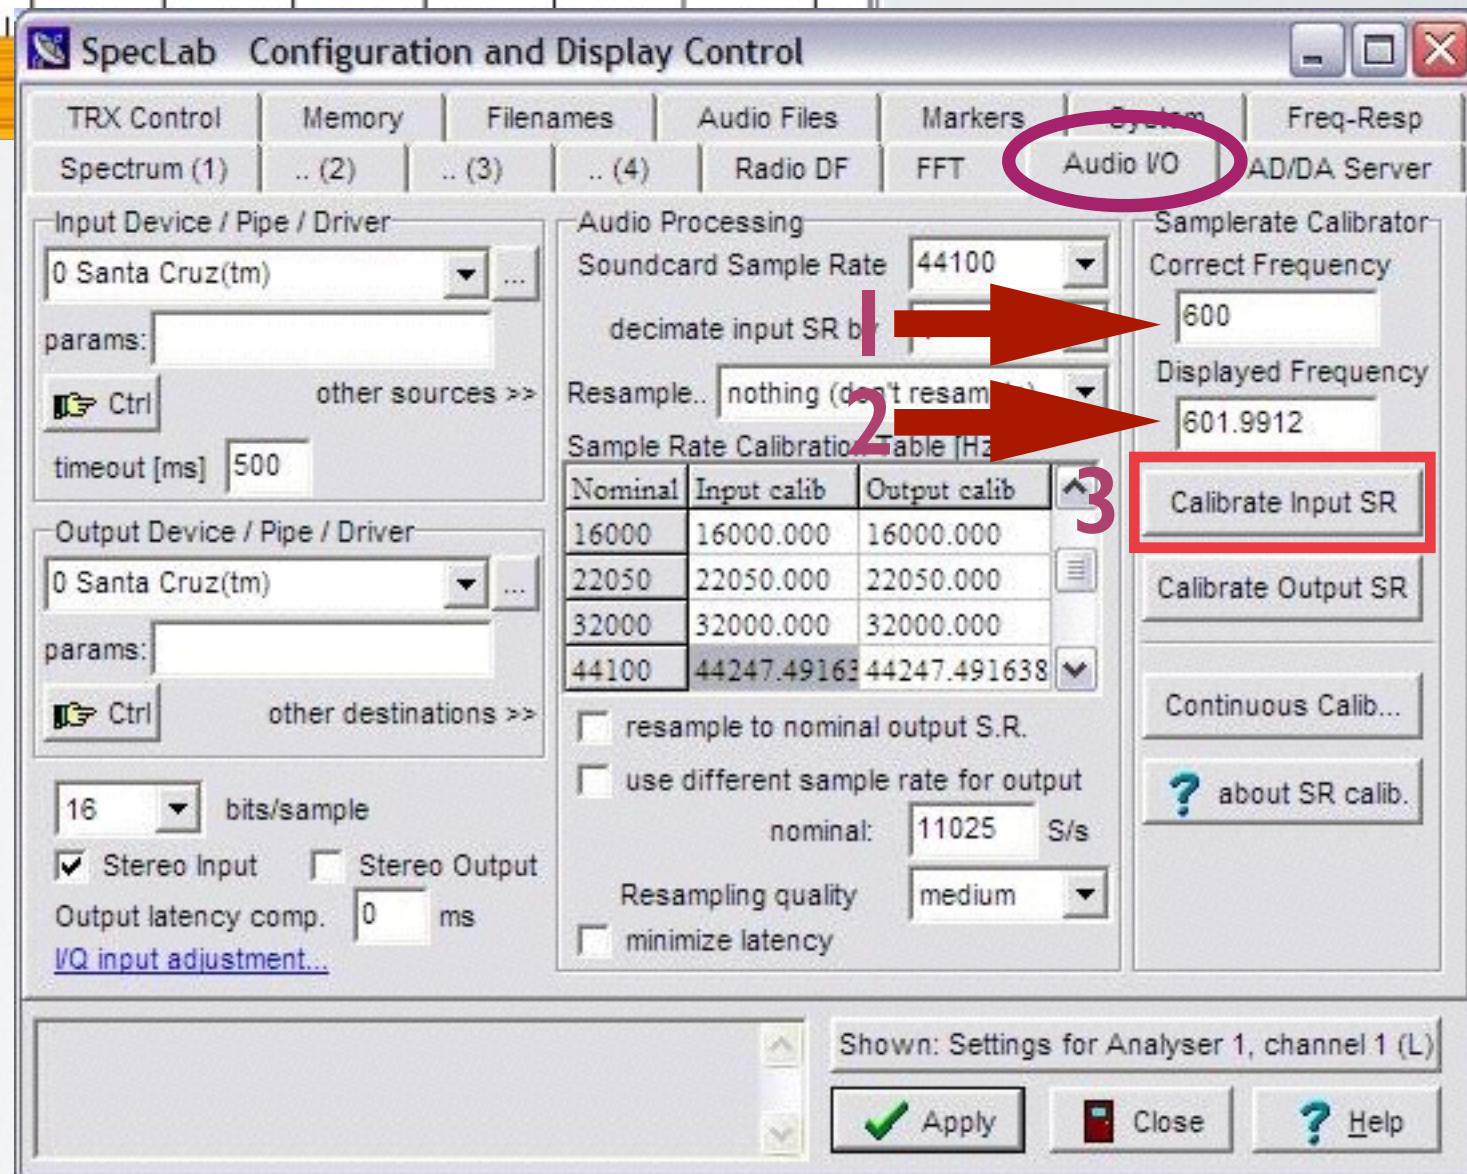 SpecLab Configuration and Display Control
TRX Control Memory Filenames Audio Files Markers System Freq-Resp
Spectrum (1) .. (2) .. (3) .. (4) Radio DF FFT Audio I/O AD/DA Server
Input Device / Pipe / Driver
0 Santa Cruz(tm) ...
params:
Ctrl other sources >>
timeout [ms] 500
Output Device / Pipe / Driver
0 Santa Cruz(tm) ...
params:
Ctrl other destinations >>
16 bits/sample
Stereo Input Stereo Output
Output latency comp. 0 ms
I/Q input adjustment...
Audio Processing
Soundcard Sample Rate 44100
decimate input SR by
1
Resample.. nothing (don't resample)
2
Sample Rate Calibration Table [Hz
Nominal Input calib Output calib
16000 16000.000 16000.000
22050 22050.000 22050.000
32000 32000.000 32000.000
44100 44247.49163 44247.491638
resample to nominal output S.R.
use different sample rate for output
nominal: 11025 S/s
Resampling quality medium
minimize latency
Samplerate Calibrator
Correct Frequency
600
Displayed Frequency
601.9912
3
Calibrate Input SR
Calibrate Output SR
Continuous Calib...
? about SR calib.
Shown: Settings for Analyser 1, channel 1 (L)
Apply Close ? Help